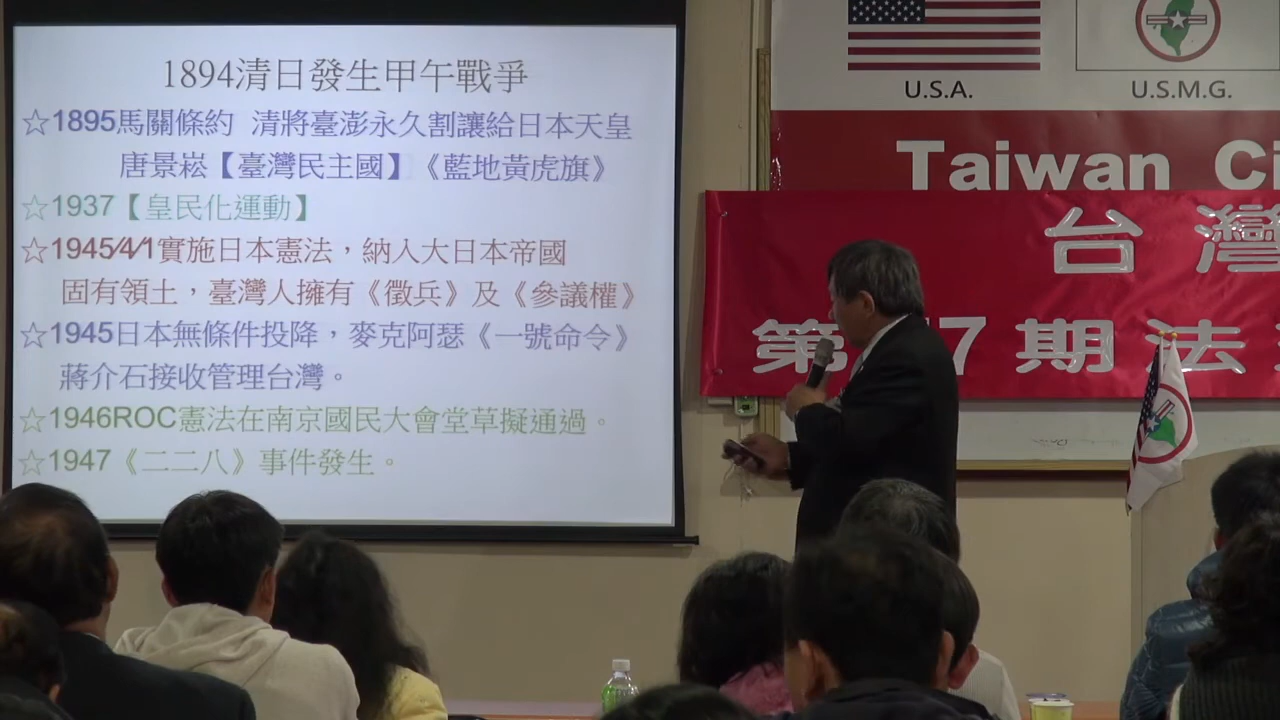 1894清日發生甲午戰爭
☆1895馬關條約 清將臺澎永久割讓給日本天皇
唐景崧【臺灣民主國】《藍地黃虎旗》
☆1937【皇民化運動】
☆1945/4/1實施日本憲法，納入大日本帝國
固有領土，臺灣人擁有《徵兵》及《參議權》
☆1945日本無條件投降，麥克阿瑟《一號命令》
蔣介石接收管理台灣。
☆1946ROC憲法在南京國民大會堂草擬通過。
☆1947《二二八》事件發生。
U.S.A.
U.S.M.G.
Taiwan Ci
台灣
第 7期法